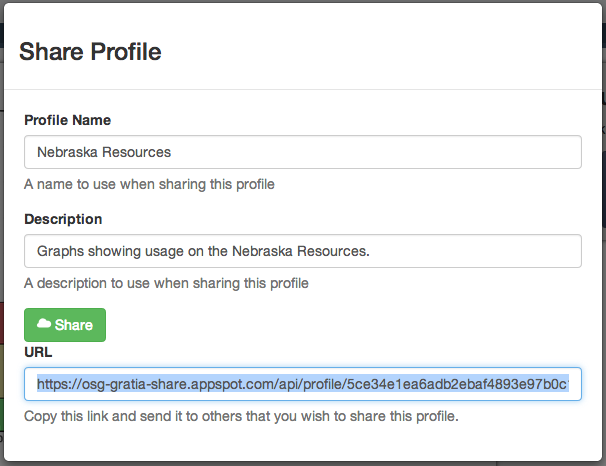 Share Profile
Profile Name
Nebraska Resources
A name to use when sharing this profile
Description
Graphs showing usage on the Nebraska Resources.
A description to use when sharing this profile
Share
URL
https://osg-gratia-share.appspot.com/api/profile/5ce34e1ea6adb2ebaf4893e97b0c
Copy this link and send it to others that you wish to share this profile.